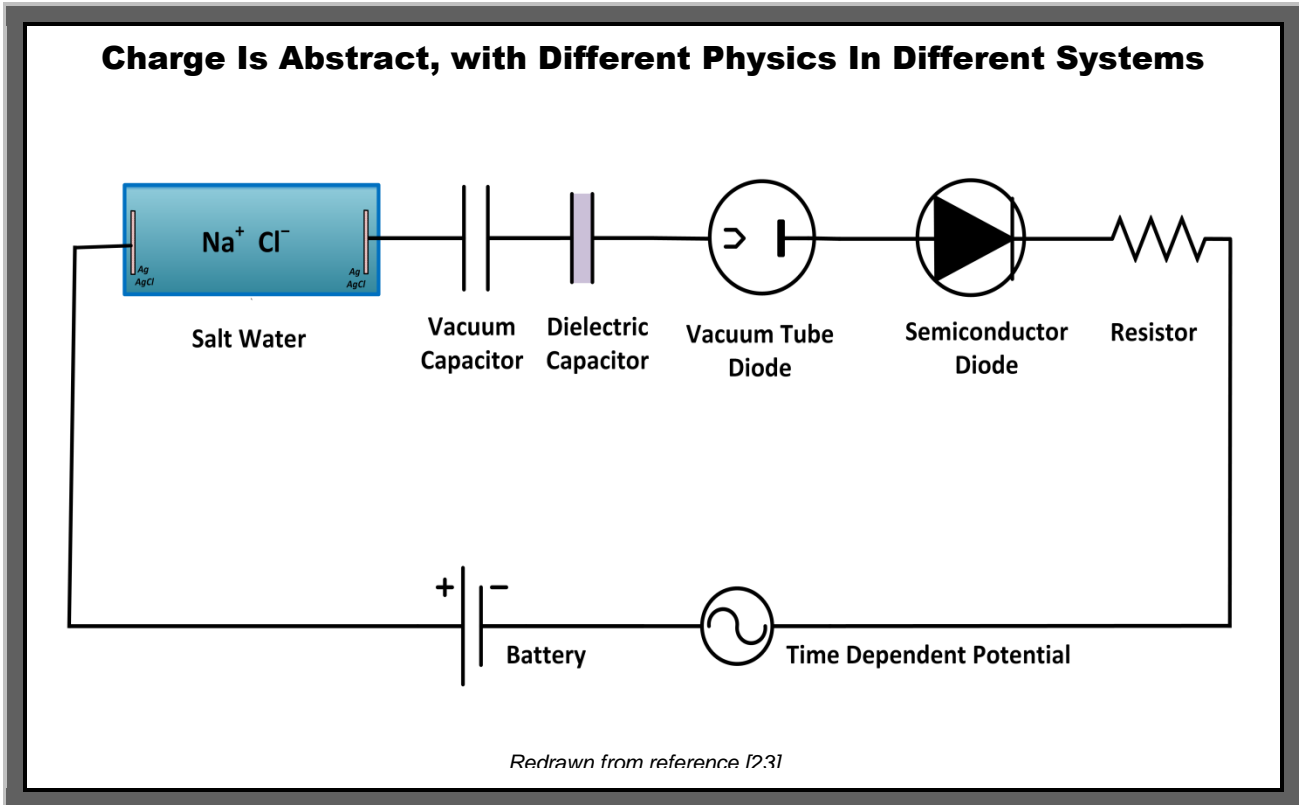 Charge Is Abstract, with Different Physics In Different Systems
Na⁺ Cl⁻
Ag
AgCl
Ag
AgCl
Salt Water
Vacuum
Capacitor
Dielectric
Capacitor
Vacuum Tube
Diode
Semiconductor
Diode
Resistor
+ −
Battery
Time Dependent Potential
Redrawn from reference [23]